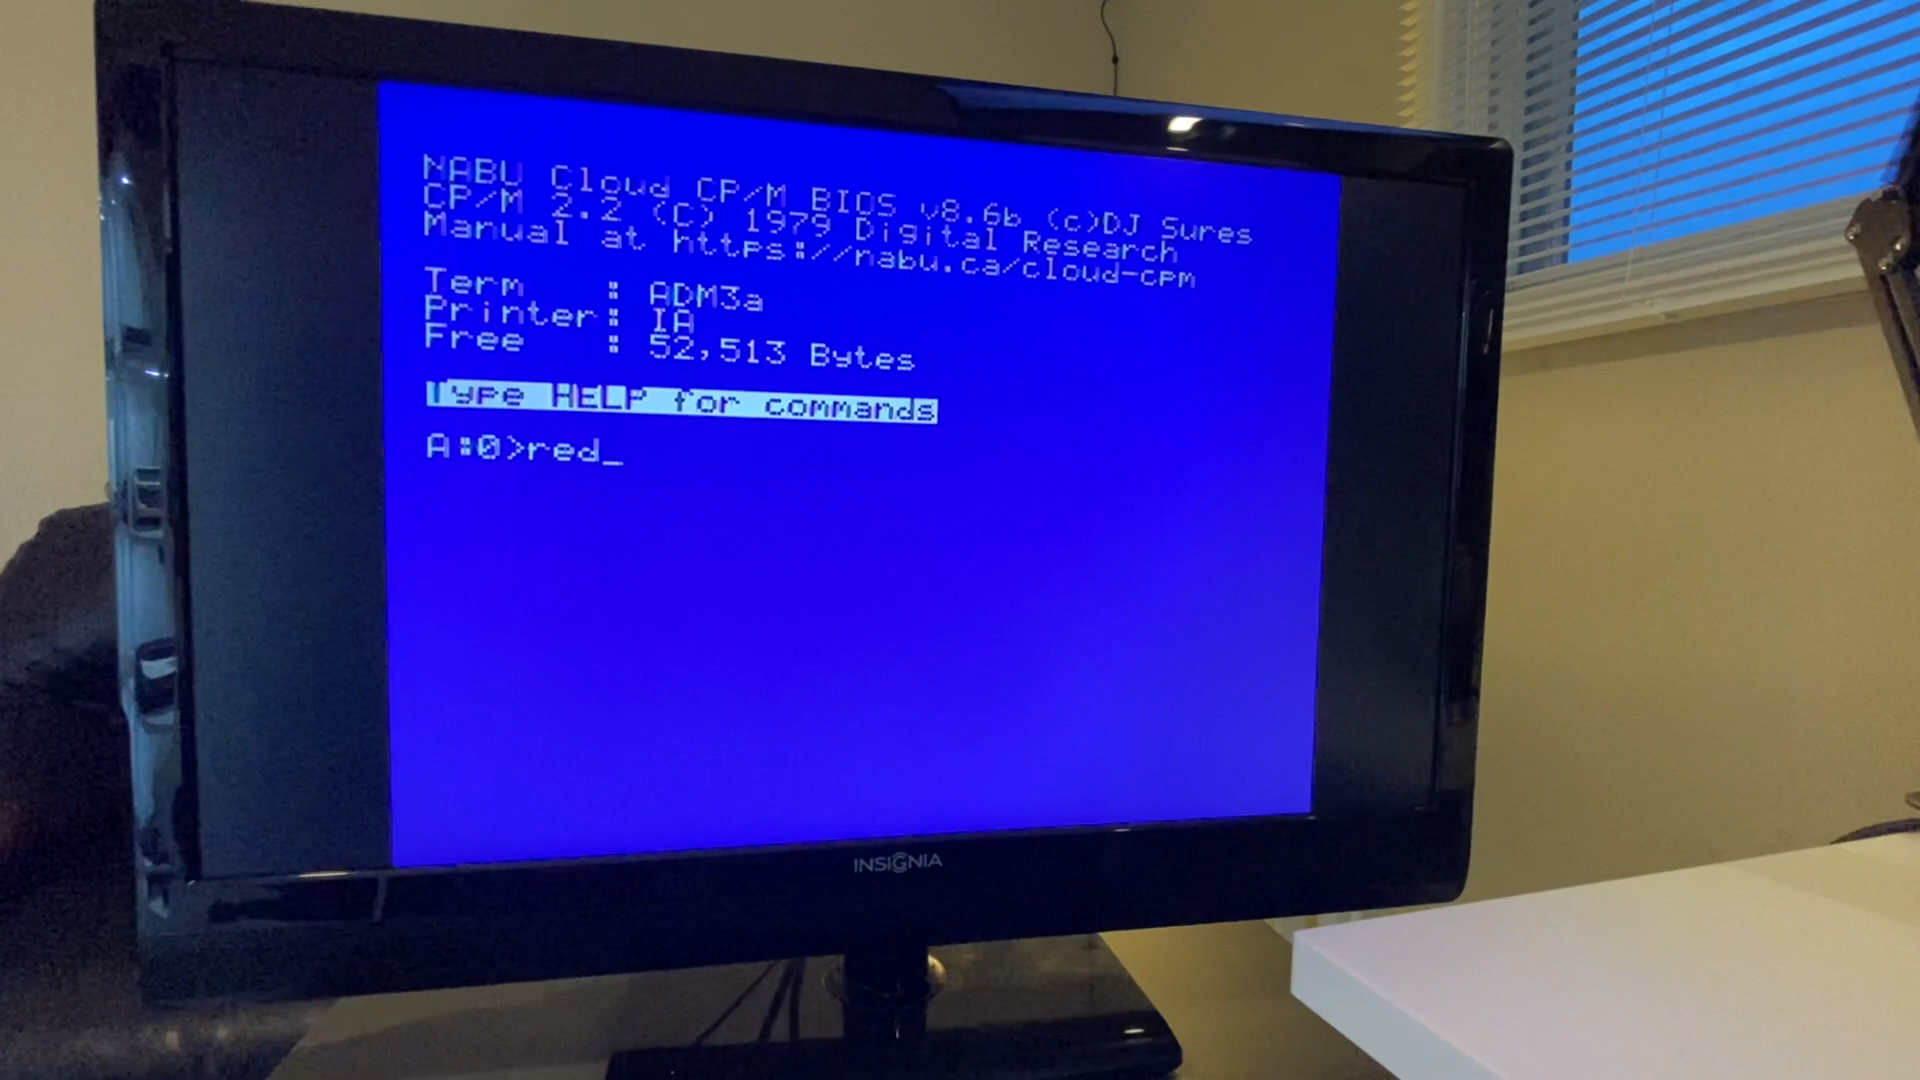 NABU Cloud CP/M BIOS v8.6b (c)DJ Sures
CP/M 2.2 (C) 1979 Digital Research
Manual at https://nabu.ca/cloud-cpm
Term : ADM3a
Printer: IA
Free : 52,513 Bytes
Type HELP for commands
A:0>red_
INSIGNIA